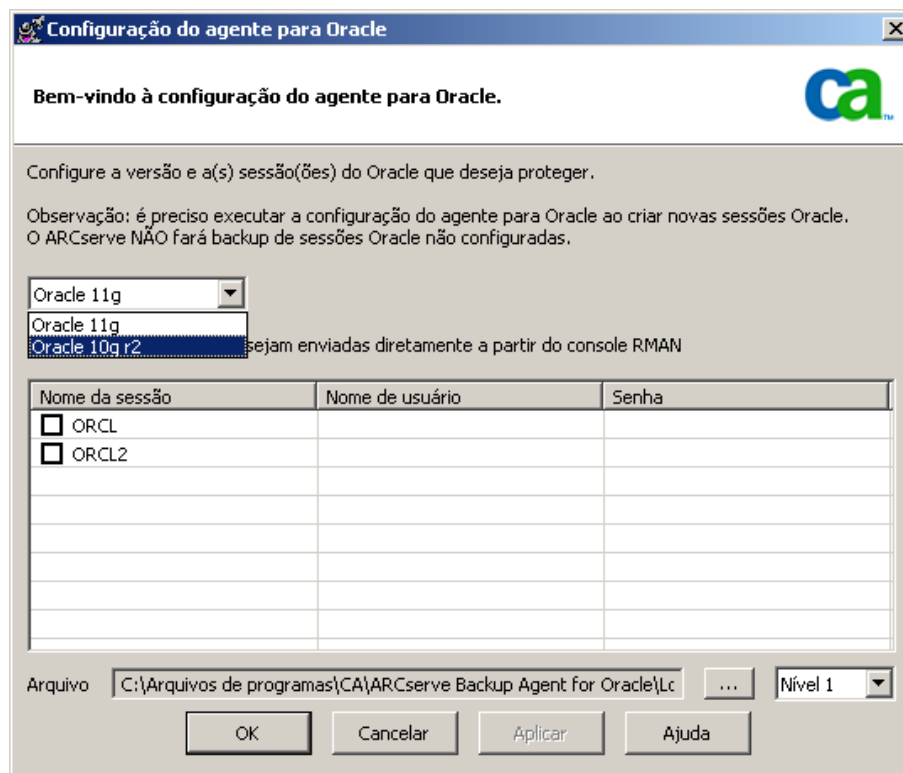 Configuração do agente para Oracle
Bem-vindo à configuração do agente para Oracle.
ca
TM
Configure a versão e a(s) sessão(ões) do Oracle que deseja proteger.
Observação: é preciso executar a configuração do agente para Oracle ao criar novas sessões Oracle.
O ARCserve NÃO fará backup de sessões Oracle não configuradas.
Oracle 11g
Oracle 11g
Oracle 10g r2
sejam enviadas diretamente a partir do console RMAN
Nome da sessão Nome de usuário Senha
ORCL
ORCL2
Arquivo C:\Arquivos de programas\CA\ARCserve Backup Agent for Oracle\Lc ... Nível 1
OK Cancelar Aplicar Ajuda